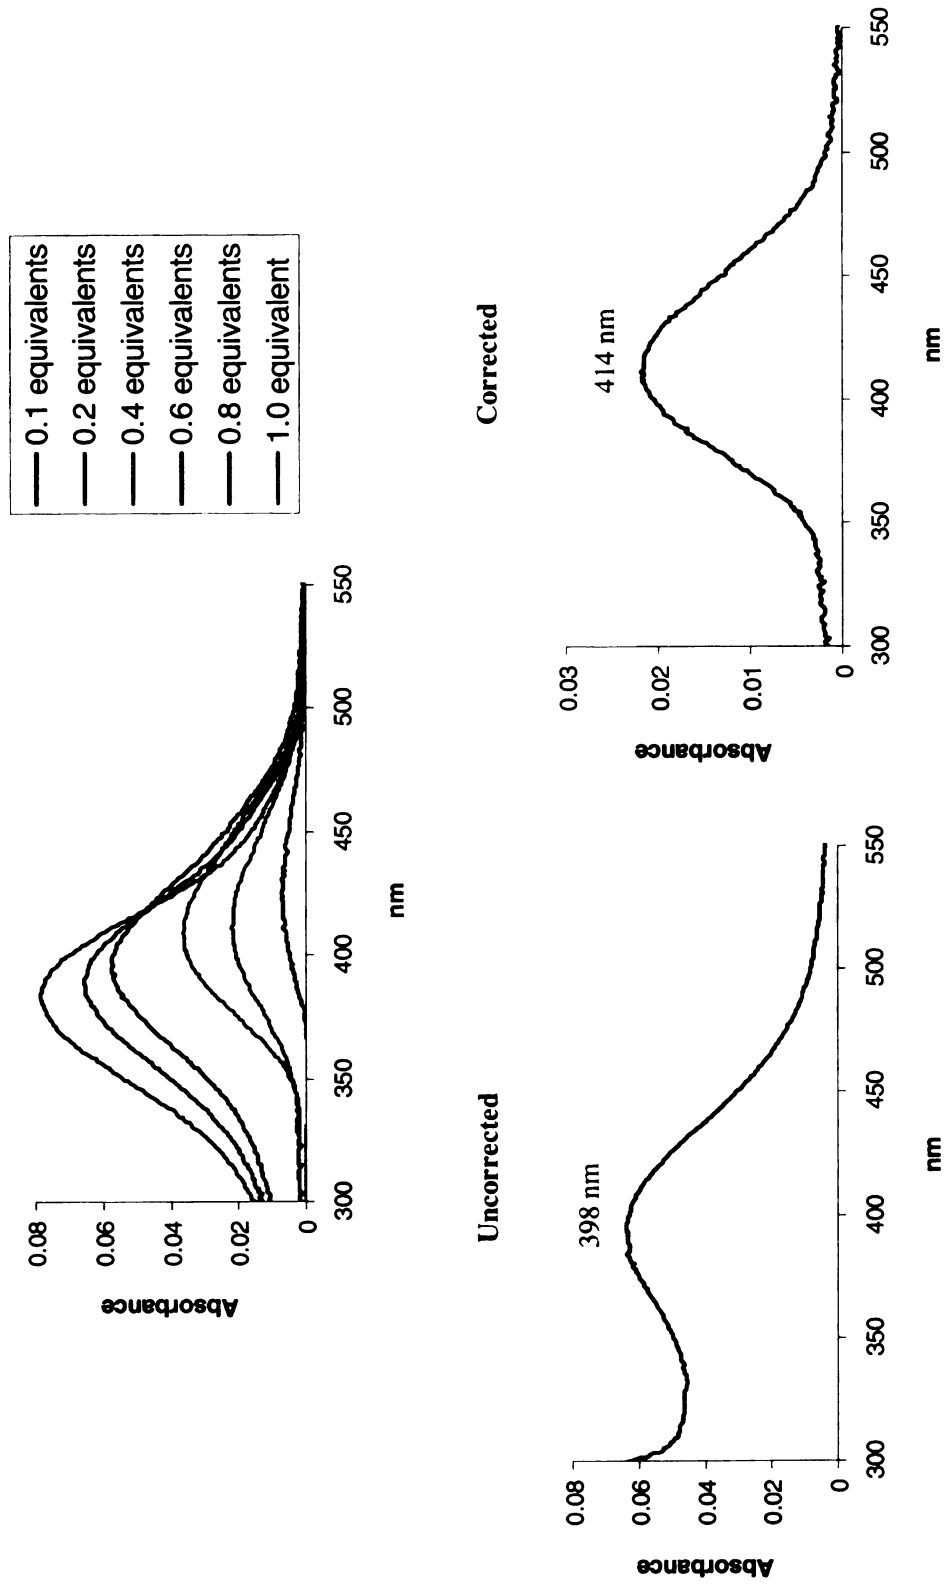 0.1 equivalents
0.2 equivalents
0.4 equivalents
0.6 equivalents
0.8 equivalents
1.0 equivalent
Absorbance
0.08
0.06
0.04
0.02
0
300
350
400
450
500
550
nm
Uncorrected
398 nm
Absorbance
0.08
0.06
0.04
0.02
0
300
350
400
450
500
550
nm
Corrected
414 nm
Absorbance
0.03
0.02
0.01
0
300
350
400
450
500
550
nm